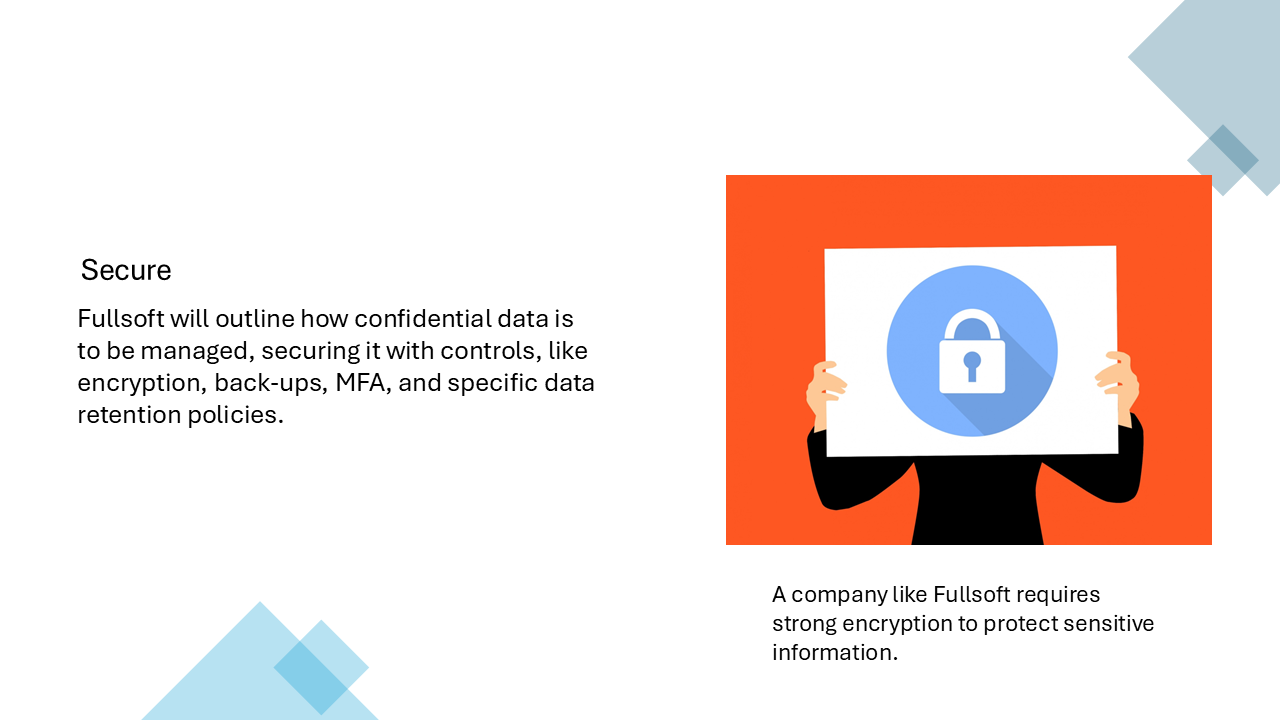 Secure
Fullsoft will outline how confidential data is
to be managed, securing it with controls, like
encryption, back-ups, MFA, and specific data
retention policies.
A company like Fullsoft requires
strong encryption to protect sensitive
information.